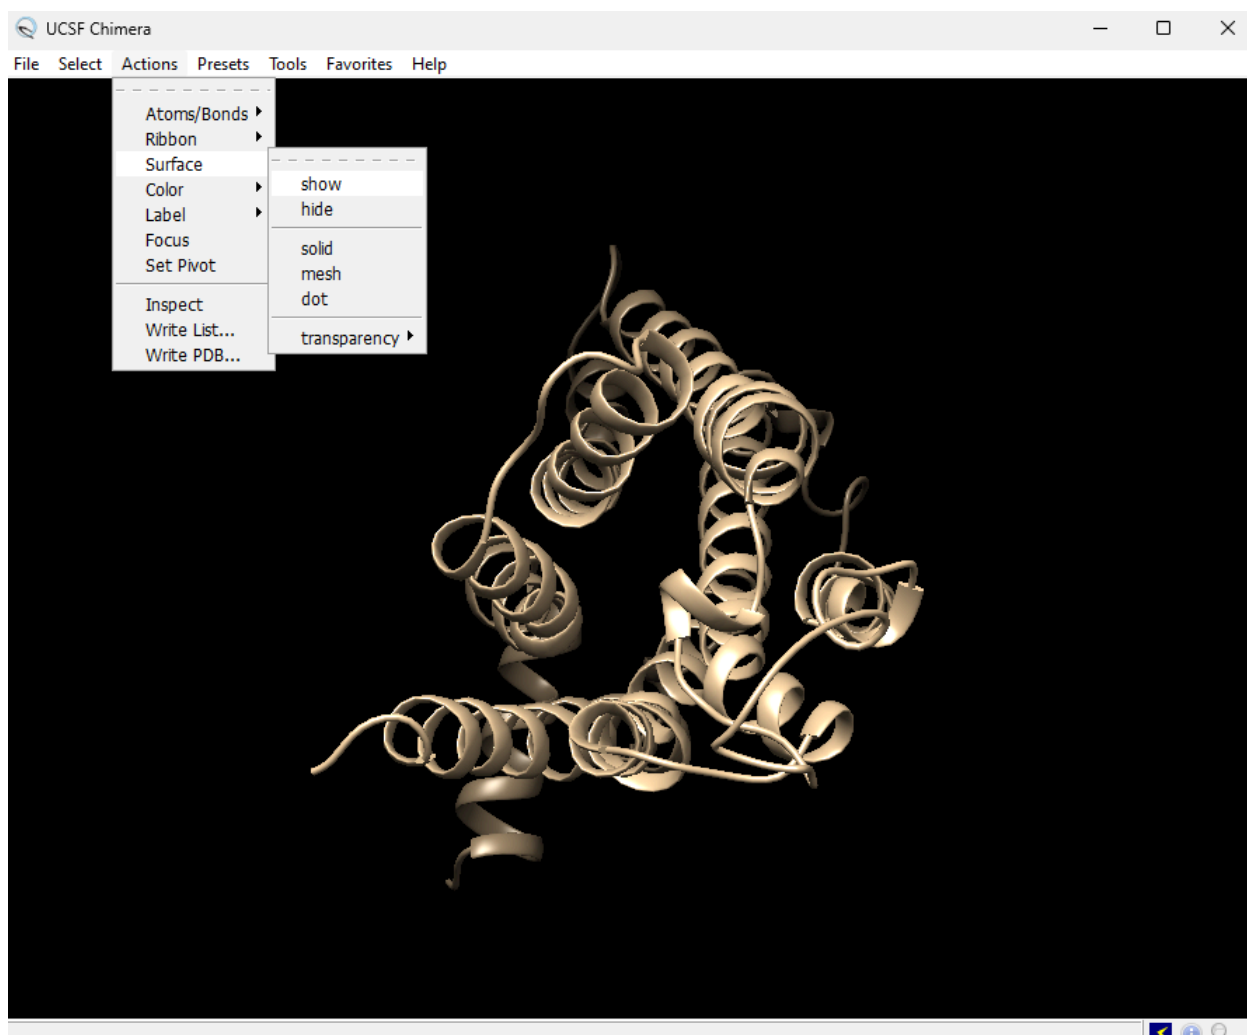 UCSF Chimera
File Select Actions Presets Tools Favorites Help
Atoms/Bonds
Ribbon
Surface
Color
Label
Focus
Set Pivot
Inspect
Write List...
Write PDB...
show
hide
solid
mesh
dot
transparency